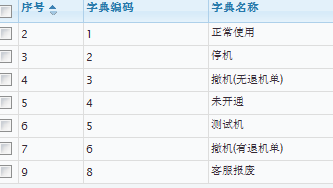 序号 字典编码 字典名称
2 1 正常使用
3 2 停机
4 3 撤机(无退机单)
5 4 未开通
6 5 测试机
7 6 撤机(有退机单)
9 8 客服报废